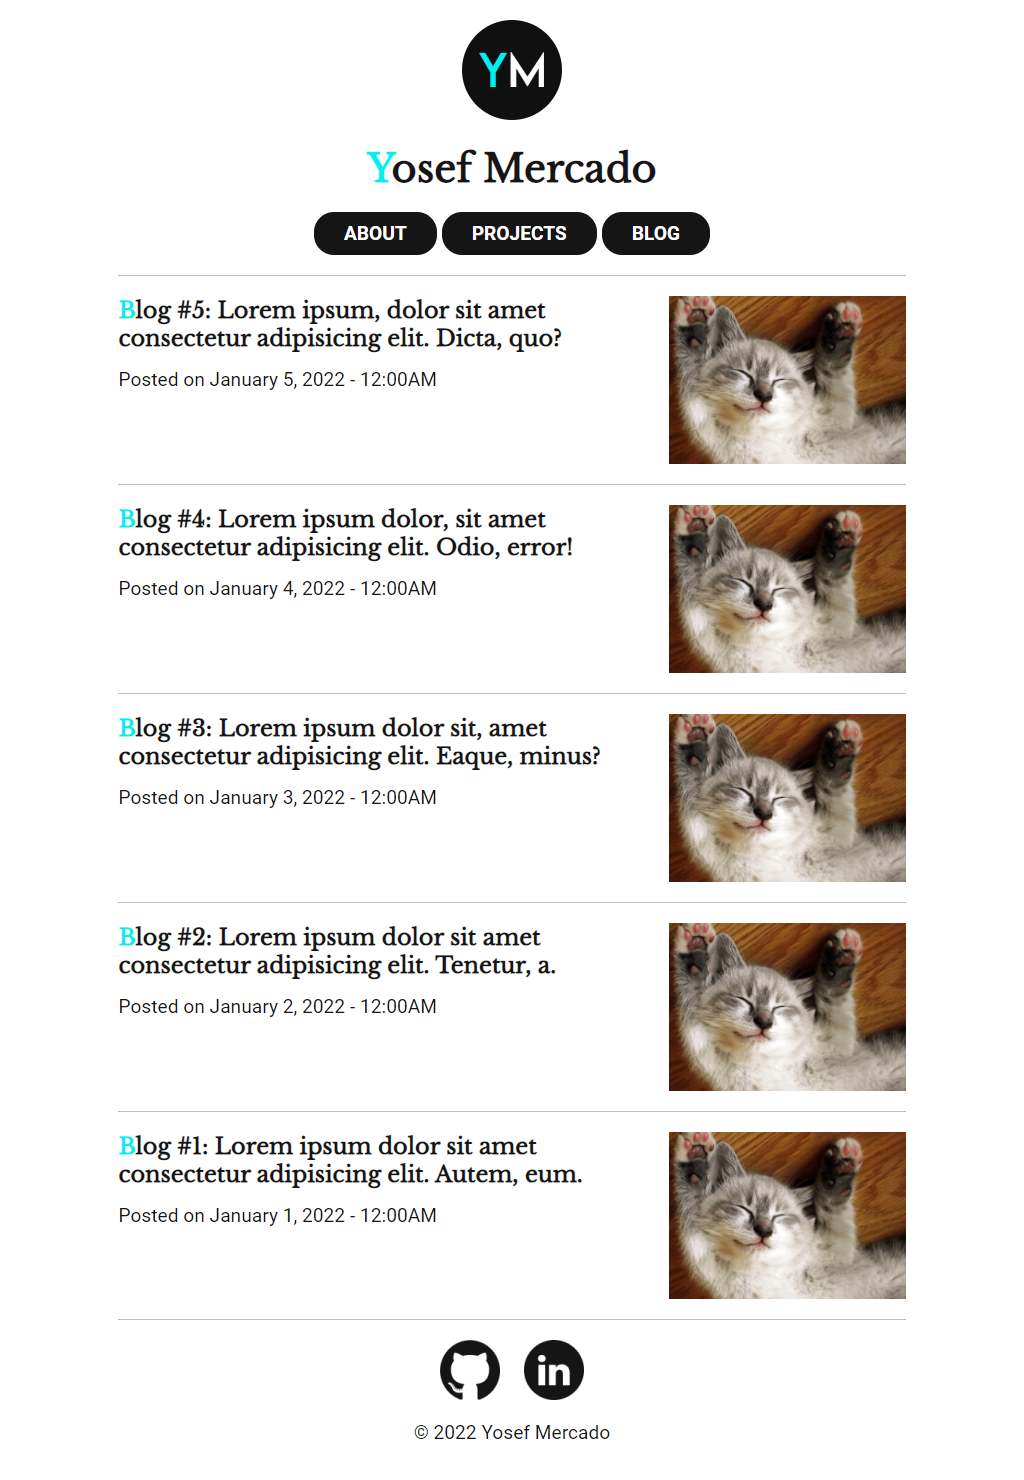 YM
Yosef Mercado
ABOUT PROJECTS BLOG
Blog #5: Lorem ipsum, dolor sit amet
consectetur adipisicing elit. Dicta, quo?
Posted on January 5, 2022 - 12:00AM
Blog #4: Lorem ipsum dolor, sit amet
consectetur adipisicing elit. Odio, error!
Posted on January 4, 2022 - 12:00AM
Blog #3: Lorem ipsum dolor sit, amet
consectetur adipisicing elit. Eaque, minus?
Posted on January 3, 2022 - 12:00AM
Blog #2: Lorem ipsum dolor sit amet
consectetur adipisicing elit. Tenetur, a.
Posted on January 2, 2022 - 12:00AM
Blog #1: Lorem ipsum dolor sit amet
consectetur adipisicing elit. Autem, eum.
Posted on January 1, 2022 - 12:00AM
in
© 2022 Yosef Mercado